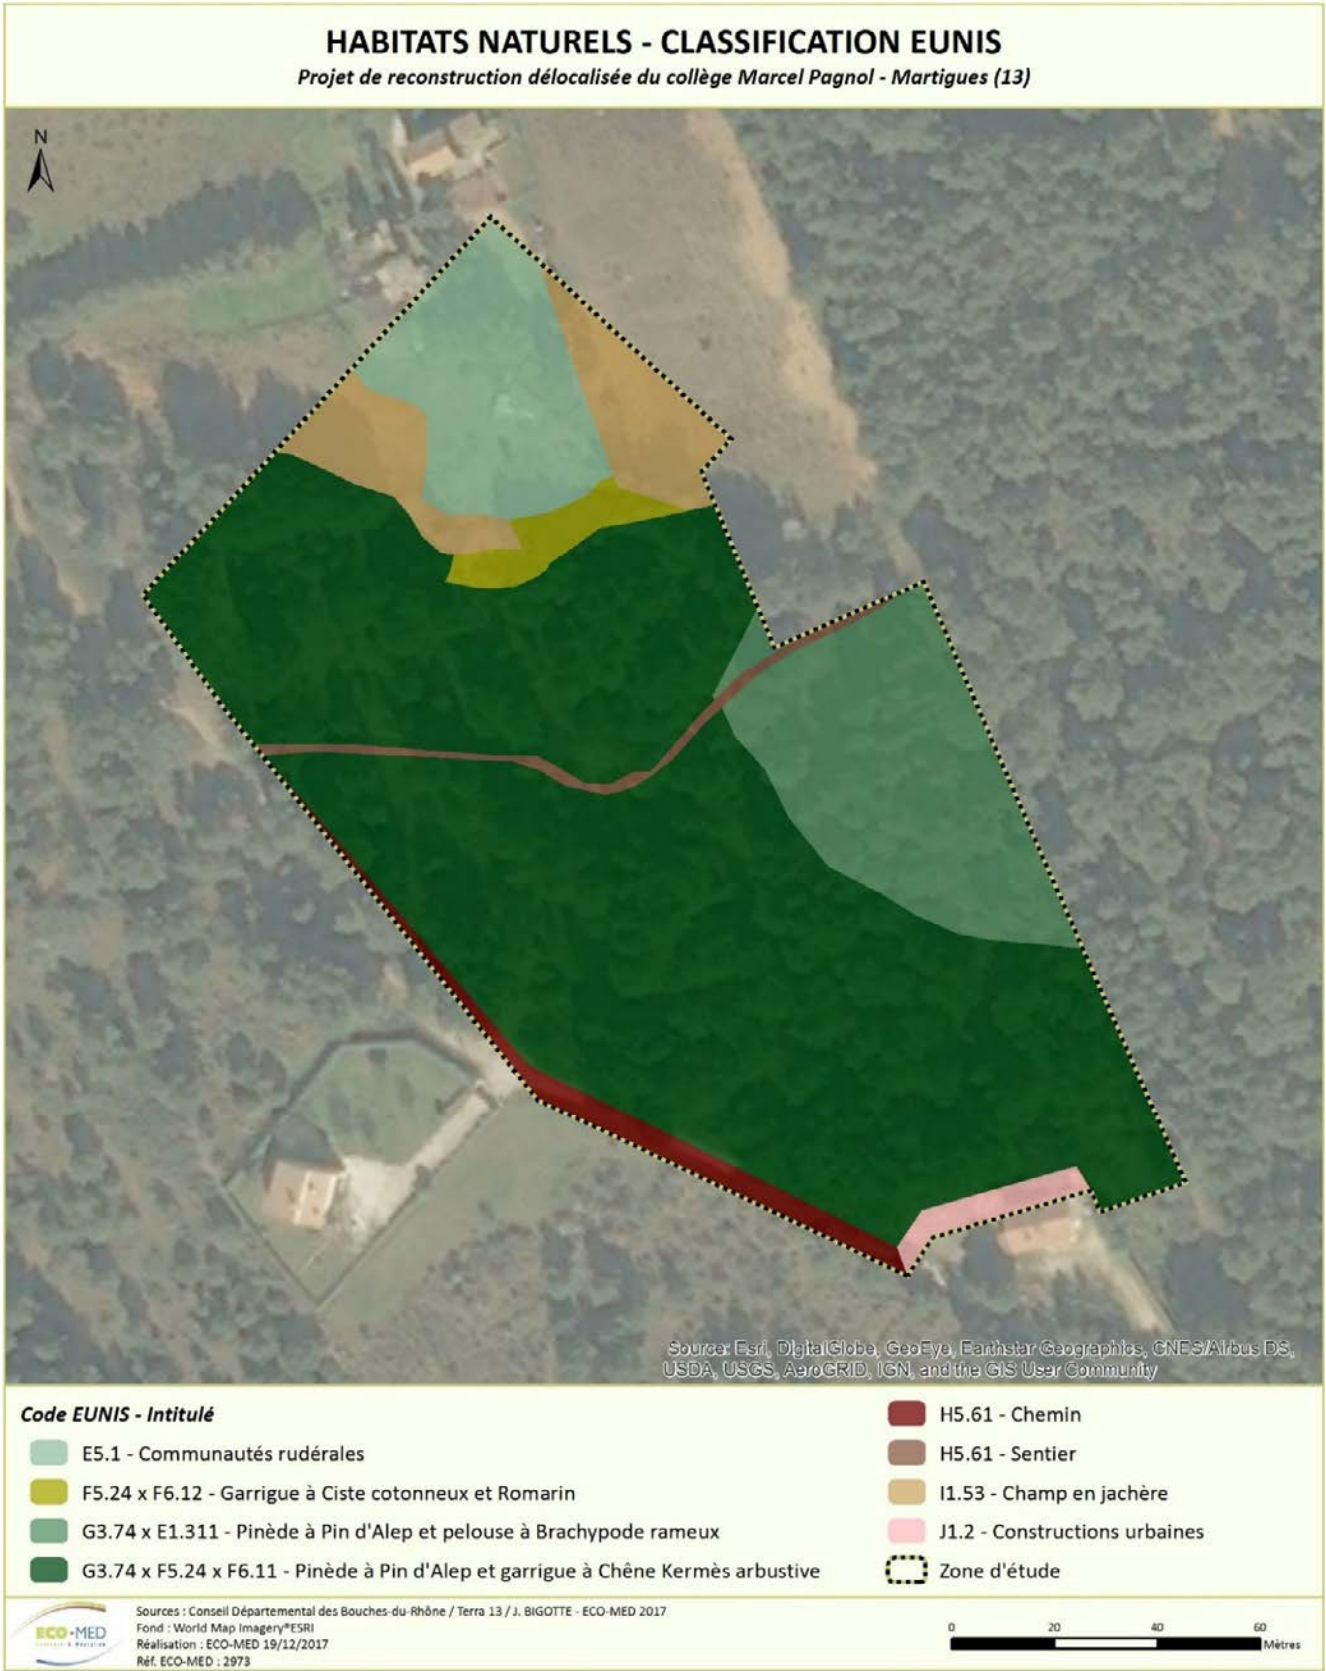 HABITATS NATURELS - CLASSIFICATION EUNIS
Projet de reconstruction délocalisée du collège Marcel Pagnol - Martigues (13)
N
Source: Esri, DigitalGlobe, GeoEye, Earthstar Geographics, CNES/Airbus DS,
USDA, USGS, AeroGRID, IGN, and the GIS User Community
Code EUNIS - Intitulé
E5.1 - Communautés rudérales
F5.24 x F6.12 - Garrigue à Ciste cotonneux et Romarin
G3.74 x E1.311 - Pinède à Pin d'Alep et pelouse à Brachypode rameux
G3.74 x F5.24 x F6.11 - Pinède à Pin d'Alep et garrigue à Chêne Kermès arbustive
H5.61 - Chemin
H5.61 - Sentier
I1.53 - Champ en jachère
J1.2 - Constructions urbaines
Zone d'étude
ECO-MED
Sources : Conseil Départemental des Bouches-du-Rhône / Terra 13 / J. BIGOTTE - ECO-MED 2017
Fond : World Map Imagery®ESRI
Réalisation : ECO-MED 19/12/2017
Réf. ECO-MED : 2973
0 20 40 60
Mètres